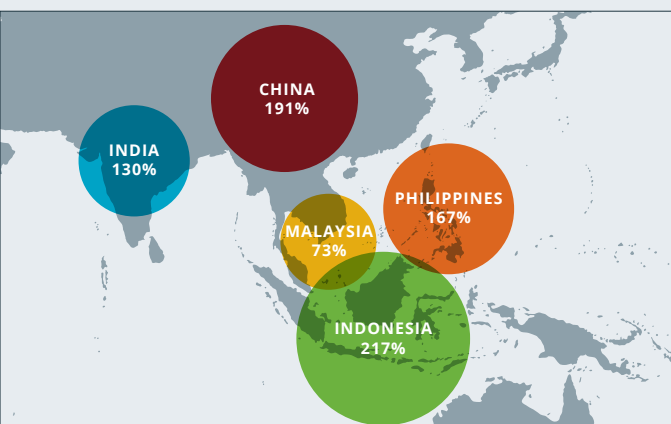 CHINA
191%
INDIA
130%
PHILIPPINES
167%
MALAYSIA
73%
INDONESIA
217%